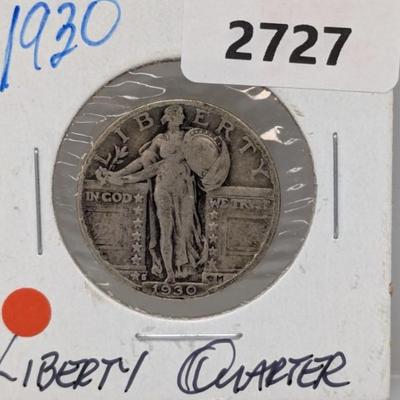 1930
2727
LIBERTY
IN GOD WE TRUST
S M
1930
LIBERTY QUARTER